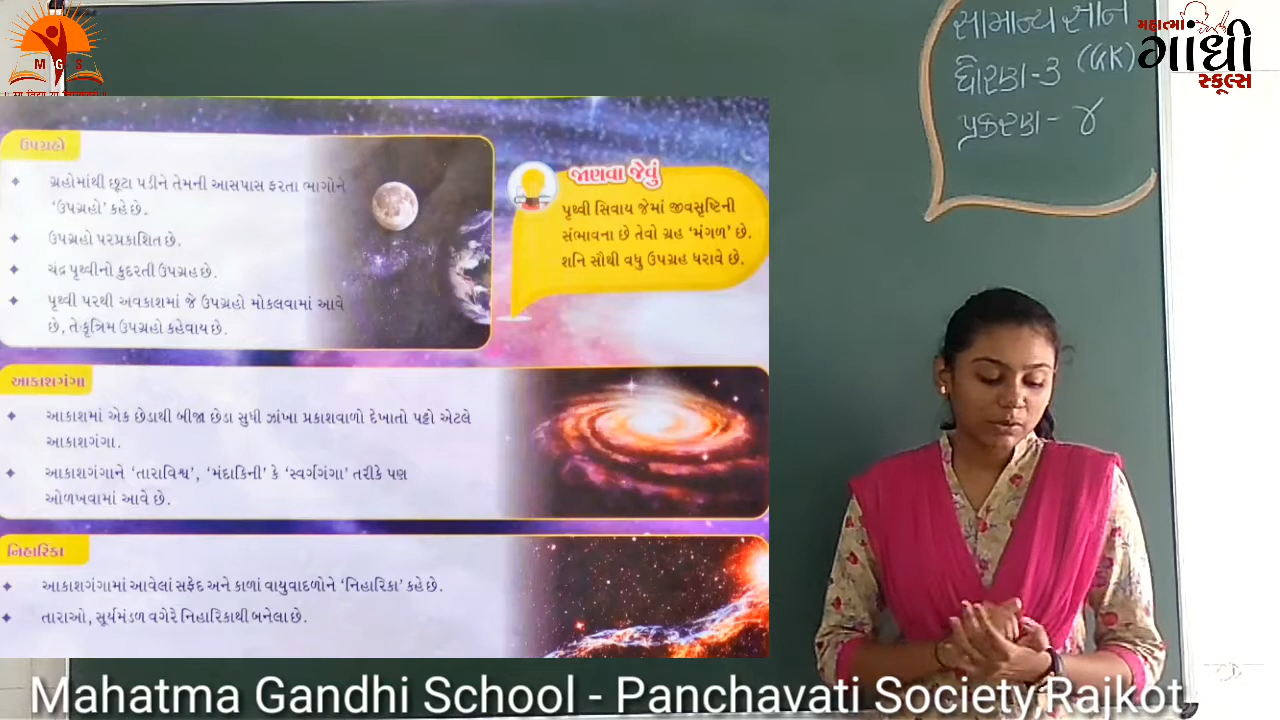 M G S
સામાન્ય જ્ઞાન
(GK)
ધોરણ-૩
પ્રકરણ - ૪
મહાત્મા
ગાંધી
સ્કૂલ્સ
ઉપગ્રહો
ગ્રહોમાંથી છૂટા પડીને તેમની આસપાસ ફરતા ભાગોને
‘ઉપગ્રહો’ કહે છે.
ઉપગ્રહો પરપ્રકાશિત છે.
ચંદ્ર પૃથ્વીનો કુદરતી ઉપગ્રહ છે.
પૃથ્વી પરથી અવકાશમાં જે ઉપગ્રહો મોકલવામાં આવે
છે, તે કૃત્રિમ ઉપગ્રહો કહેવાય છે.
જાણવા જેવું
પૃથ્વી સિવાય જેમાં જીવસૃષ્ટિની
સંભાવના છે તેવો ગ્રહ ‘મંગળ’ છે.
શનિ સૌથી વધુ ઉપગ્રહ ધરાવે છે.
આકાશગંગા
આકાશમાં એક છેડાથી બીજા છેડા સુધી ઝાંખા પ્રકાશવાળો દેખાતો પટ્ટો એટલે
આકાશગંગા.
આકાશગંગાને ‘તારાવિશ્વ’, ‘મંદાકિની’ કે ‘સ્વર્ગગંગા’ તરીકે પણ
ઓળખવામાં આવે છે.
નિહારિકા
આકાશગંગામાં આવેલાં સફેદ અને કાળાં વાયુવાદળોને ‘નિહારિકા’ કહે છે.
તારાઓ, સૂર્યમંડળ વગેરે નિહારિકાથી બનેલા છે.
Mahatma Gandhi School - Panchavati Society,Rajkot.